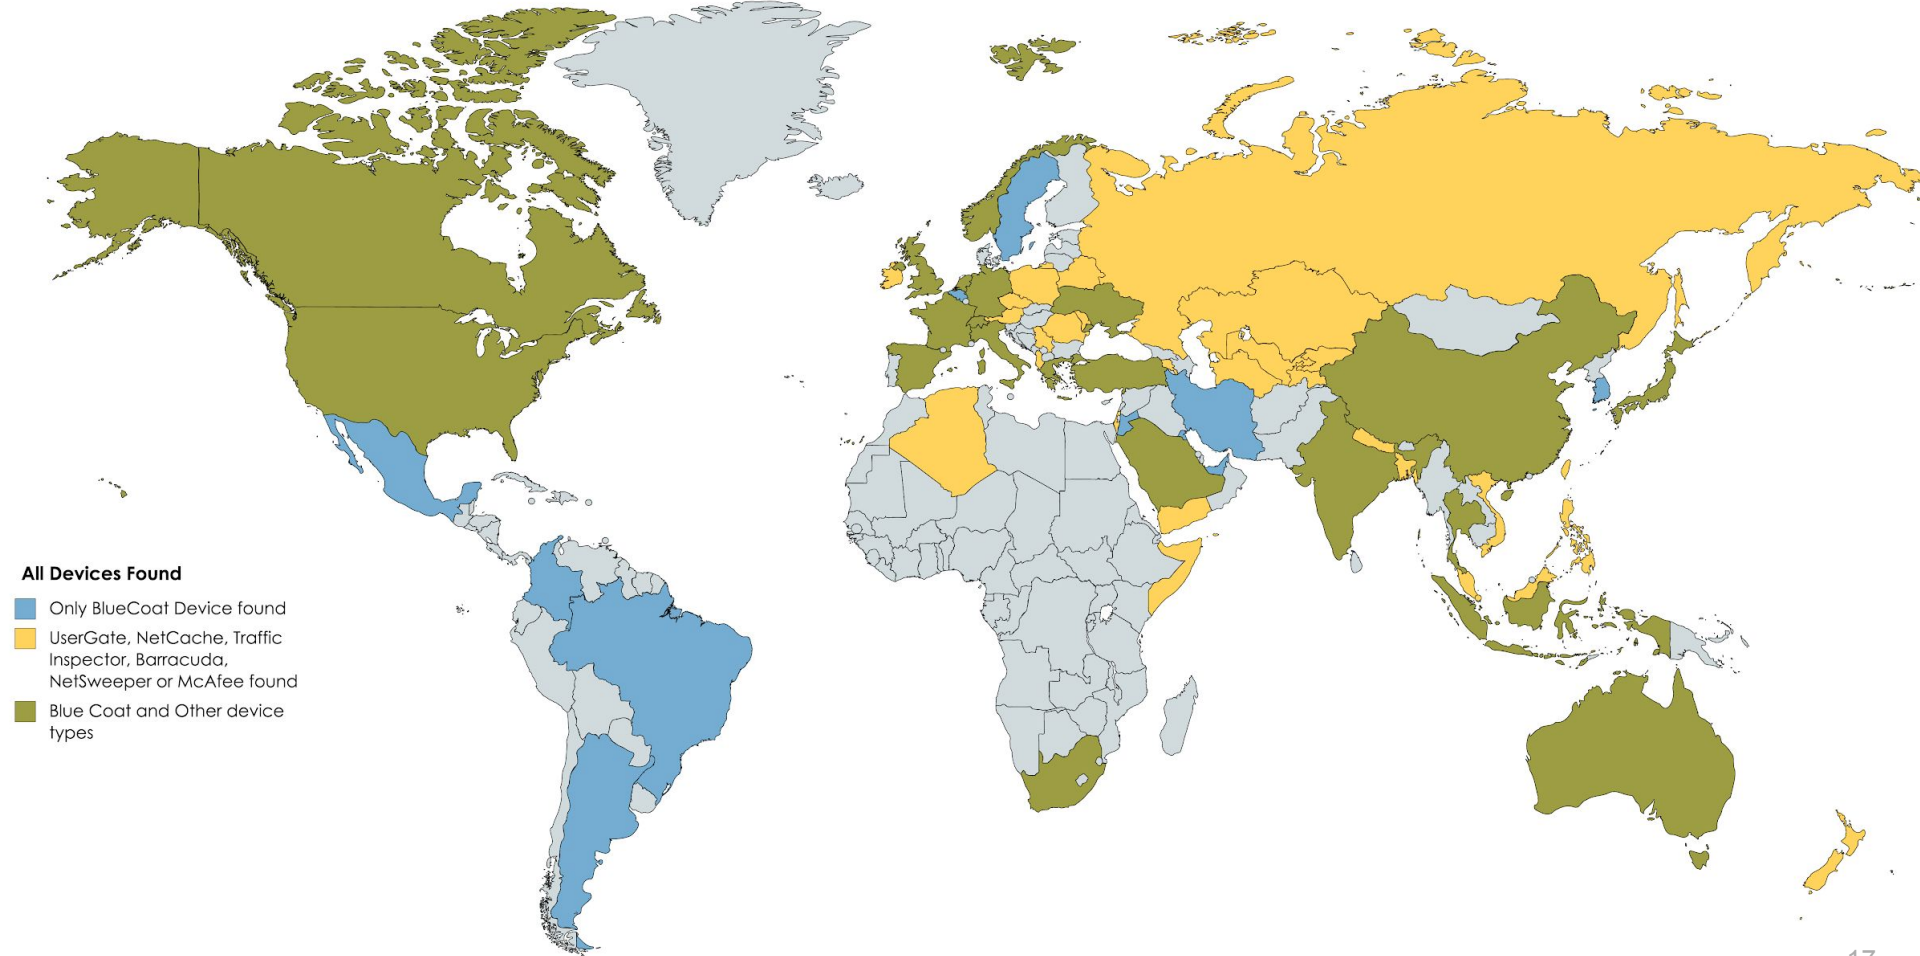 All Devices Found
Only BlueCoat Device found
UserGate, NetCache, Traffic
Inspector, Barracuda,
NetSweeper or McAfee found
Blue Coat and Other device
types
17